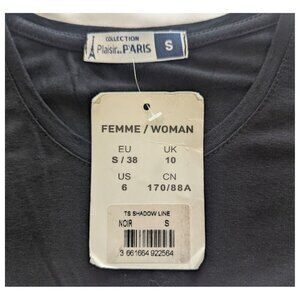 COLLECTION
Plaisir de PARIS S
FEMME / WOMAN
EU UK
S / 38 10
US CN
6 170/88A
TS SHADOW LINE
NOIR S
3 661664 922564